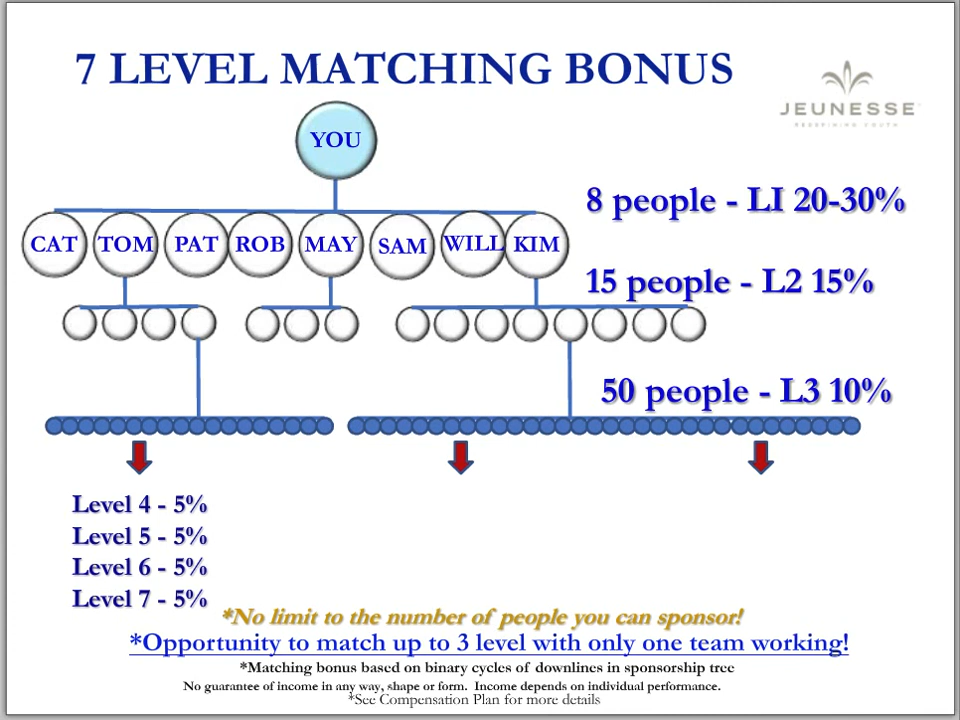 7 LEVEL MATCHING BONUS
JEUNESSE
REDEFINING YOUTH
YOU
8 people - LI 20-30%
CAT TOM PAT ROB MAY SAM WILL KIM
15 people - L2 15%
50 people - L3 10%
Level 4 - 5%
Level 5 - 5%
Level 6 - 5%
Level 7 - 5%
*No limit to the number of people you can sponsor!
*Opportunity to match up to 3 level with only one team working!
*Matching bonus based on binary cycles of downlines in sponsorship tree
No guarantee of income in any way, shape or form. Income depends on individual performance.
*See Compensation Plan for more details